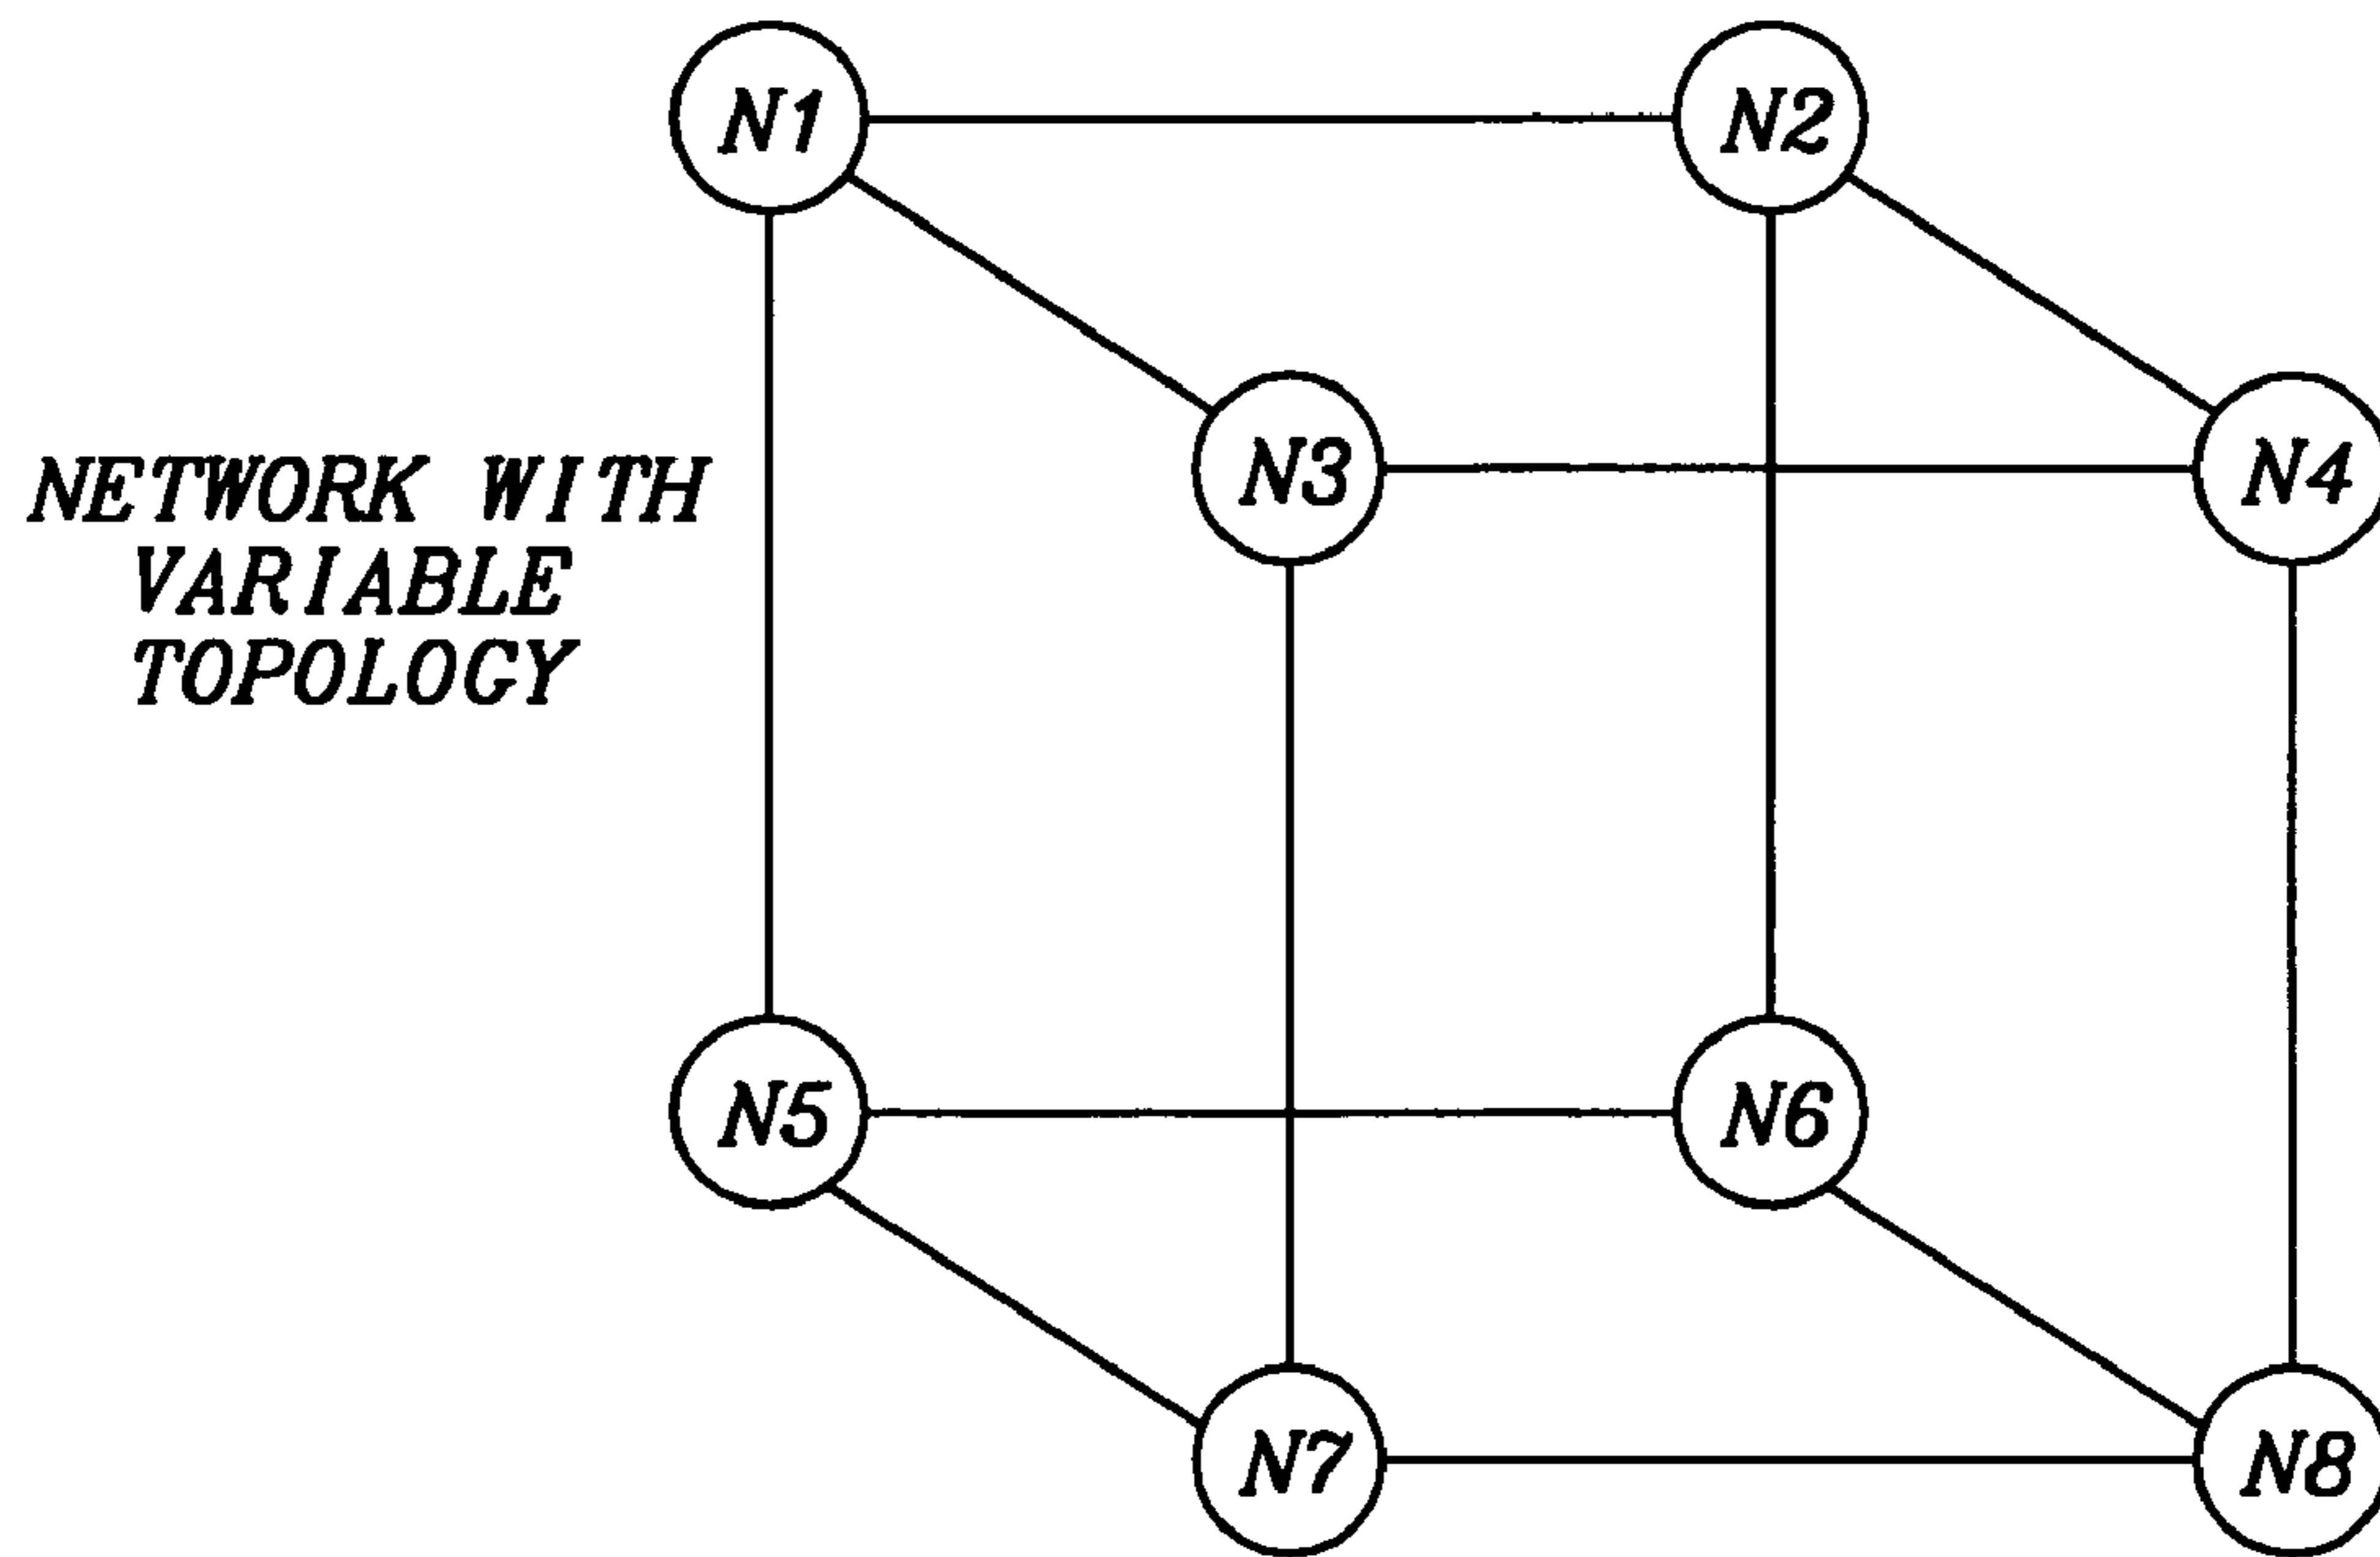 N1
N2
N3
N4
NETWORK WITH
VARIABLE
TOPOLOGY
N5
N6
N7
N8